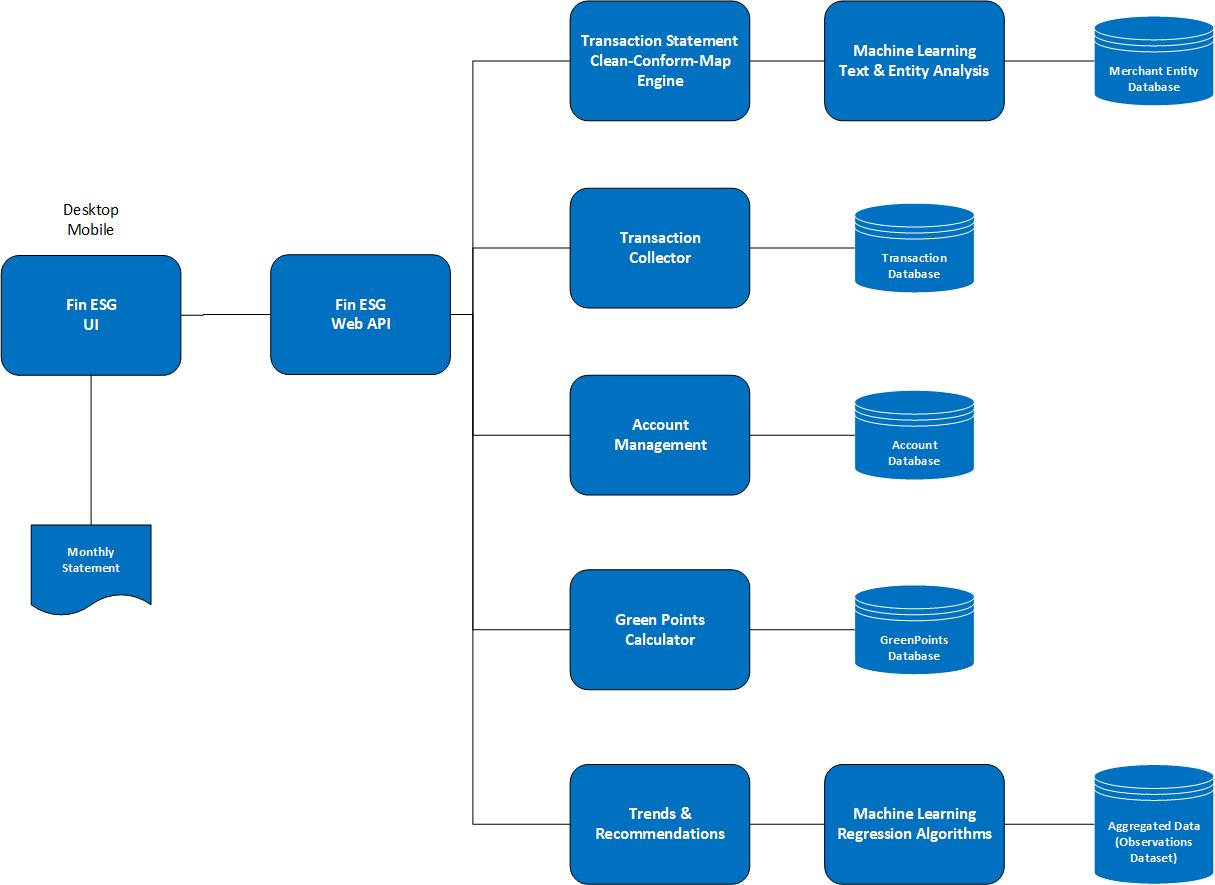 Transaction Statement
Clean-Conform-Map
Engine
Machine Learning
Text & Entity Analysis
Merchant Entity
Database
Desktop
Mobile
Transaction
Collector
Transaction
Database
Fin ESG
UI
Fin ESG
Web API
Account
Management
Account
Database
Monthly
Statement
Green Points
Calculator
GreenPoints
Database
Trends &
Recommendations
Machine Learning
Regression Algorithms
Aggregated Data
(Observations
Dataset)